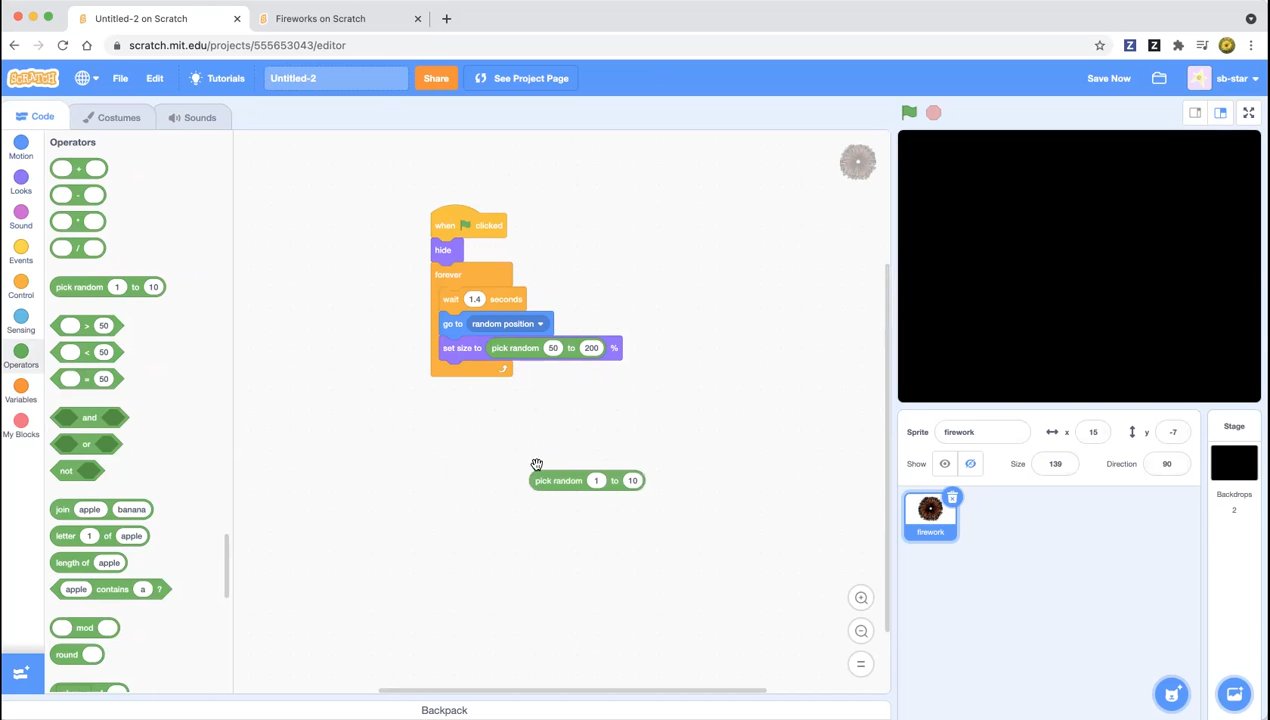 Untitled-2 on Scratch
Fireworks on Scratch
scratch.mit.edu/projects/555653043/editor
SCRATCH
File
Edit
Tutorials
Untitled-2
Share
See Project Page
Save Now
sb-star
Code
Costumes
Sounds
Motion
Looks
Sound
Events
Control
Sensing
Operators
Variables
My Blocks
Operators
+
-
*
/
pick random 1 to 10
> 50
< 50
= 50
and
or
not
join apple banana
letter 1 of apple
length of apple
apple contains a ?
mod
round
when clicked
hide
forever
wait 1.4 seconds
go to random position
set size to pick random 50 to 200 %
pick random 1 to 10
Sprite firework x 15 y -7
Show Size 139 Direction 90
firework
Stage
Backdrops
2
Backpack